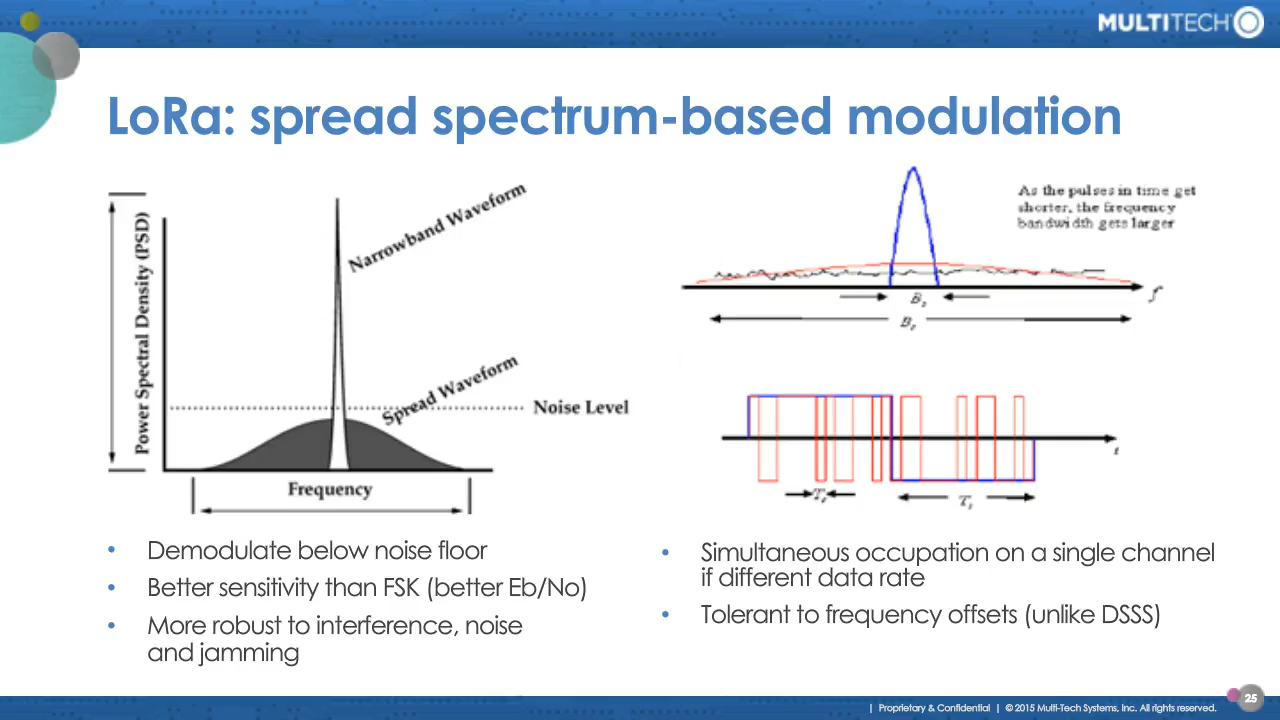 MULTITECH
LoRa: spread spectrum-based modulation
Power Spectral Density (PSD)
Narrowband Waveform
Spread Waveform
Noise Level
Frequency
As the pulses in time get
shorter, the frequency
bandwidth gets larger
f
t
• Demodulate below noise floor
• Better sensitivity than FSK (better Eb/No)
• More robust to interference, noise
and jamming
• Simultaneous occupation on a single channel
if different data rate
• Tolerant to frequency offsets (unlike DSSS)
| Proprietary & Confidential | © 2015 Multi-Tech Systems, Inc. All rights reserved.
25